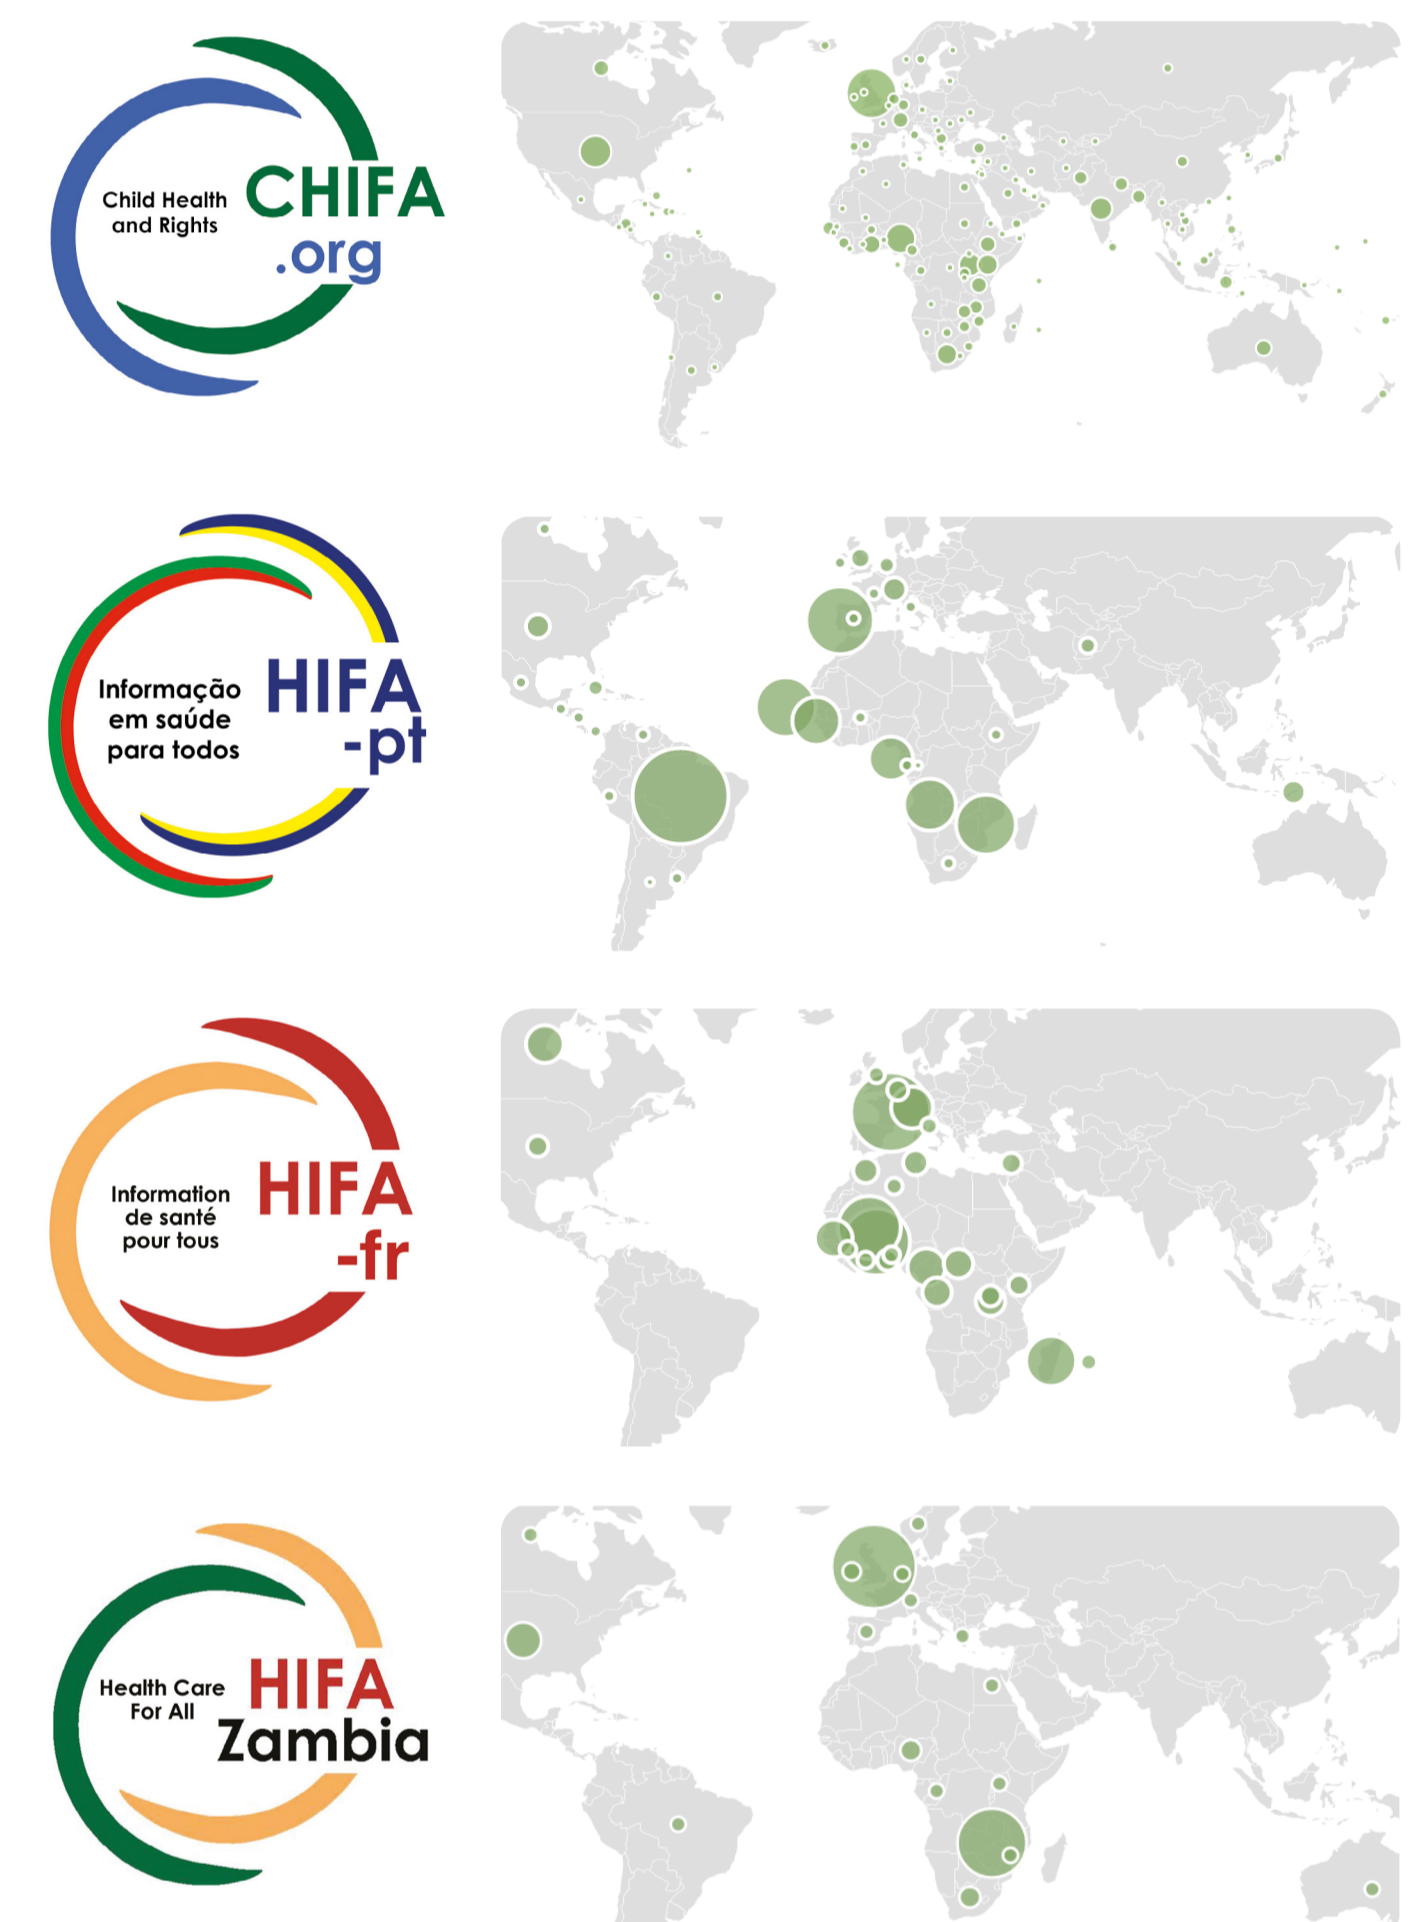 Child Health
and Rights
CHIFA
.org
Informação
em saúde
para todos
HIFA
-pt
Information
de santé
pour tous
HIFA
-fr
Health Care
For All
HIFA
Zambia